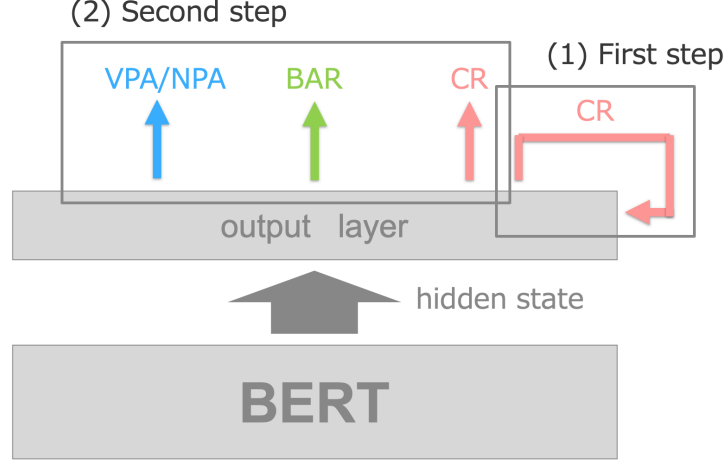 (2) Second step
(1) First step
VPA/NPA BAR CR
CR
output layer
hidden state
BERT